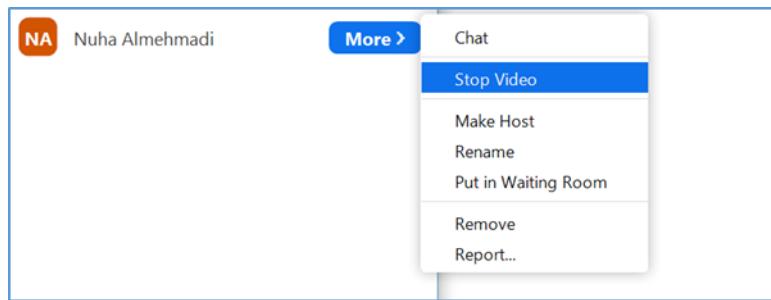 NA Nuha Almehmadi More >
Chat
Stop Video
Make Host
Rename
Put in Waiting Room
Remove
Report...